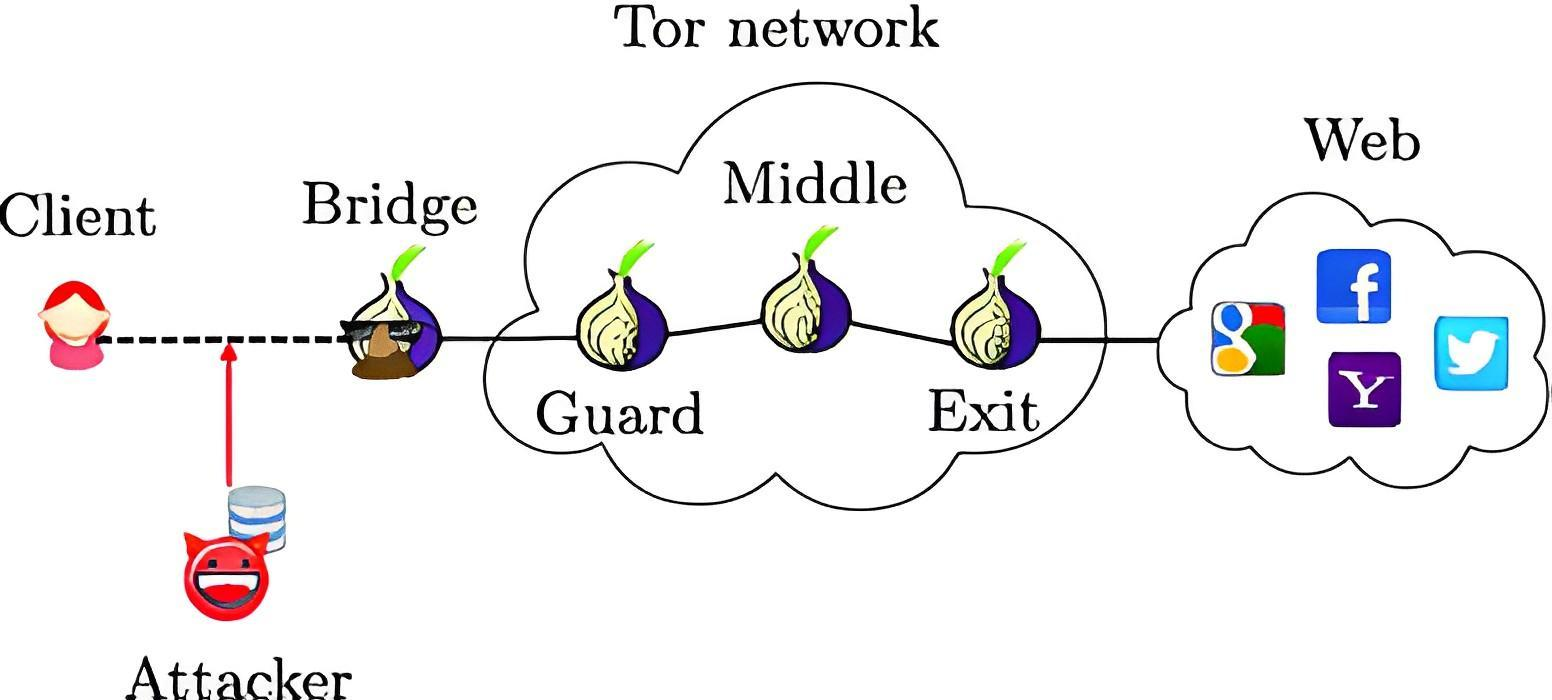 Tor network
Web
Middle
Bridge
Client
Guard
Exit
f
g
Y
Attacker